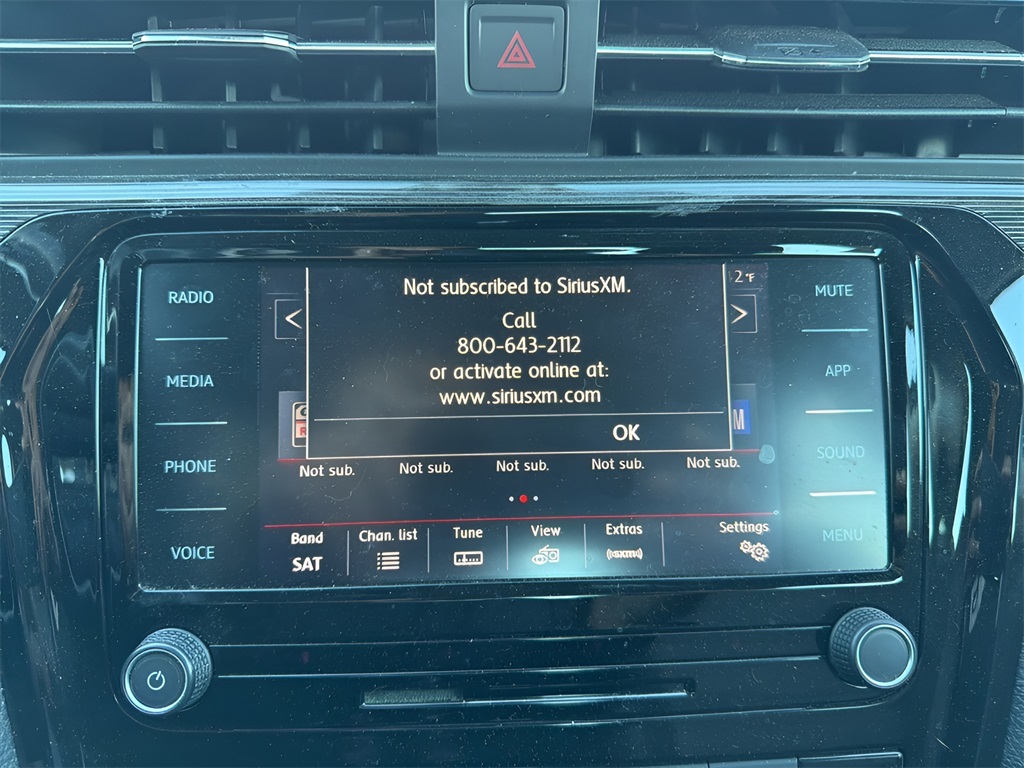 RADIO
MEDIA
PHONE
VOICE
<
Not subscribed to SiriusXM.
Call
800-643-2112
or activate online at:
www.siriusxm.com
OK
2°F
>
M
Not sub. Not sub. Not sub. Not sub. Not sub.
Band Chan. list Tune View Extras Settings
SAT ((SXM))
MUTE
APP
SOUND
MENU